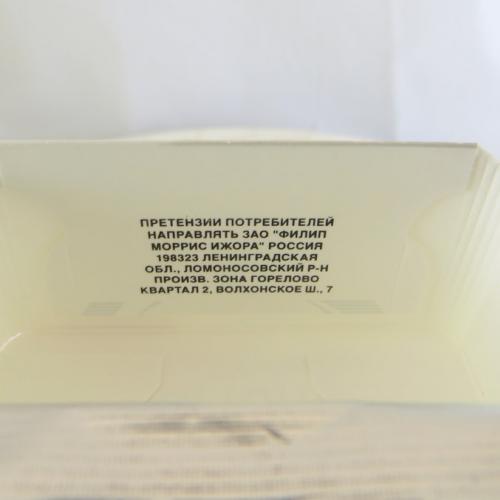 ПРЕТЕНЗИИ ПОТРЕБИТЕЛЕЙ
НАПРАВЛЯТЬ ЗАО "ФИЛИП
МОРРИС ИЖОРА" РОССИЯ
198323 ЛЕНИНГРАДСКАЯ
ОБЛ., ЛОМОНОСОВСКИЙ Р-Н
ПРОИЗВ. ЗОНА ГОРЕЛОВО
КВАРТАЛ 2, ВОЛХОНСКОЕ Ш., 7